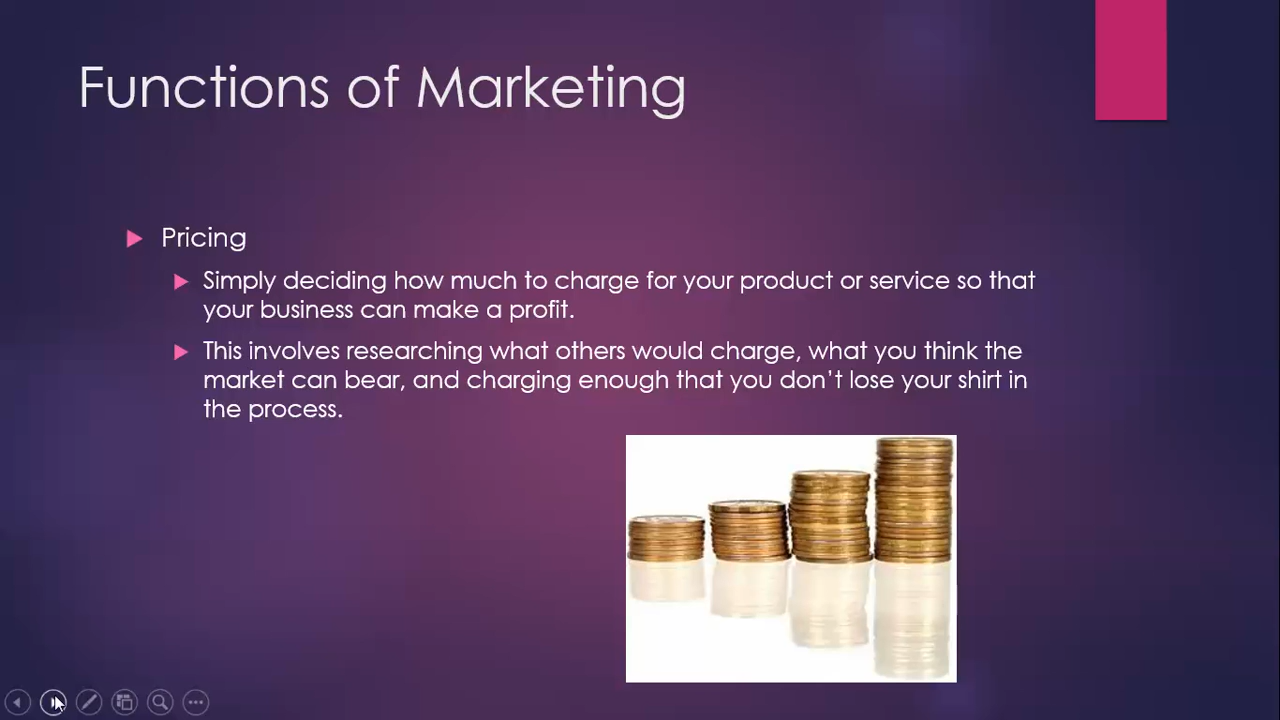 Functions of Marketing
Pricing
Simply deciding how much to charge for your product or service so that
your business can make a profit.
This involves researching what others would charge, what you think the
market can bear, and charging enough that you don’t lose your shirt in
the process.